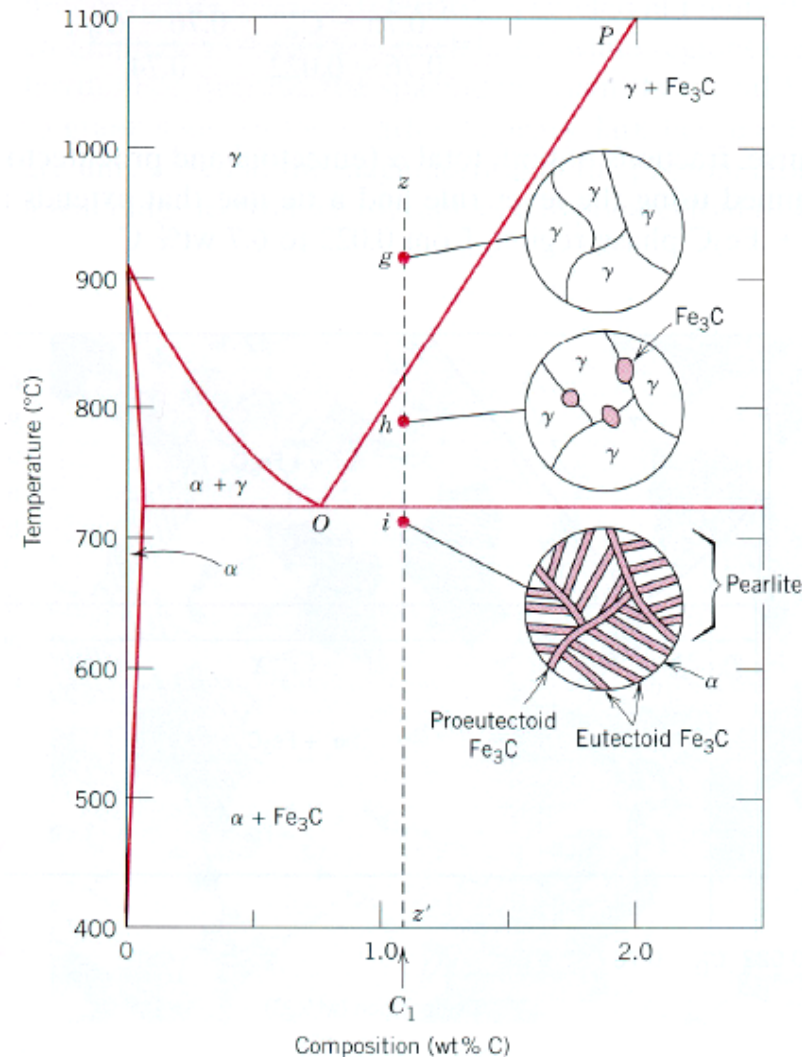 1100
P
γ + Fe₃C
1000
γ
z
γ
γ
γ
γ
g
900
Fe₃C
γ
γ
800
h
γ
γ
α + γ
O
i
700
α
Pearlite
600
α
Proeutectoid
Fe₃C
Eutectoid Fe₃C
500
α + Fe₃C
400
z'
0
1.0
2.0
C₁
Temperature (°C)
Composition (wt% C)